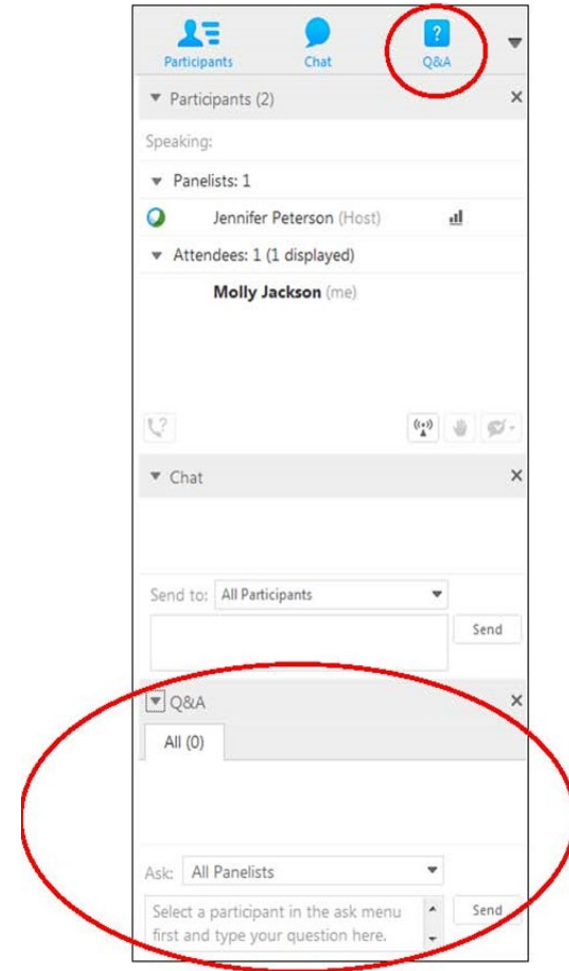 ?
Participants Chat Q&A
Participants (2) ×
Speaking:
Panelists: 1
Jennifer Peterson (Host)
Attendees: 1 (1 displayed)
Molly Jackson (me)
?
Chat ×
Send to: All Participants
Send
Q&A ×
All (0)
Ask: All Panelists
Select a participant in the ask menu
first and type your question here.
Send